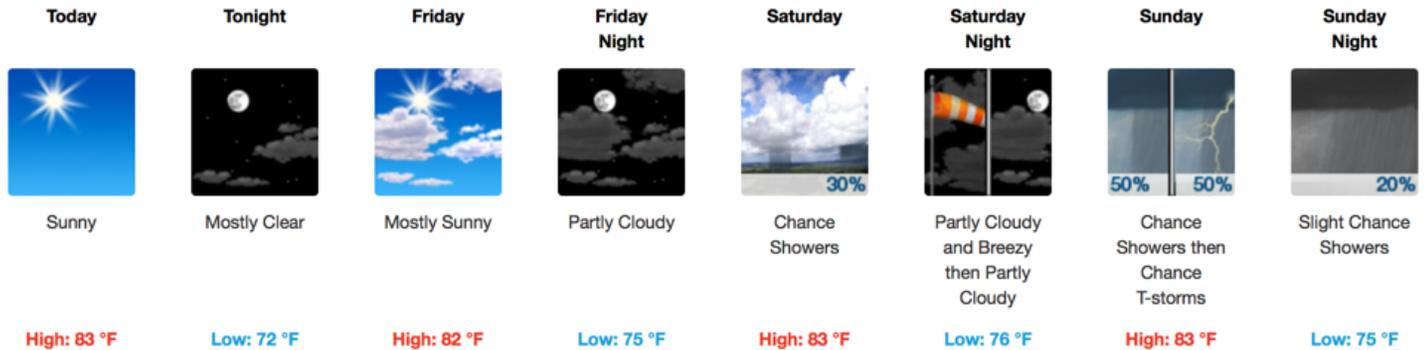 Today
Tonight
Friday
Friday
Night
Saturday
Saturday
Night
Sunday
Sunday
Night
30%
50%
50%
20%
Sunny
Mostly Clear
Mostly Sunny
Partly Cloudy
Chance
Showers
Partly Cloudy
and Breezy
then Partly
Cloudy
Chance
Showers then
Chance
T-storms
Slight Chance
Showers
High: 83 °F
Low: 72 °F
High: 82 °F
Low: 75 °F
High: 83 °F
Low: 76 °F
High: 83 °F
Low: 75 °F